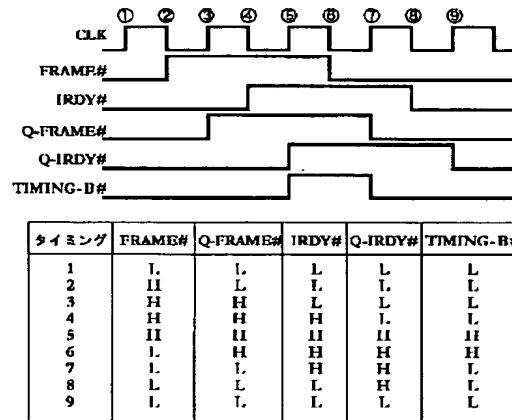 ① ② ③ ④ ⑤ ⑥ ⑦ ⑧ ⑨
CLK
FRAME#
IRDY#
Q-FRAME#
Q-IRDY#
TIMING-B#
タイミング FRAME# Q-FRAME# IRDY# Q-IRDY# TIMING-B#
1 L L L L L
2 H L L L L
3 H H L L L
4 H H H L L
5 H H H H H
6 L H H H H
7 L L H H L
8 L L L H L
9 L L L L L